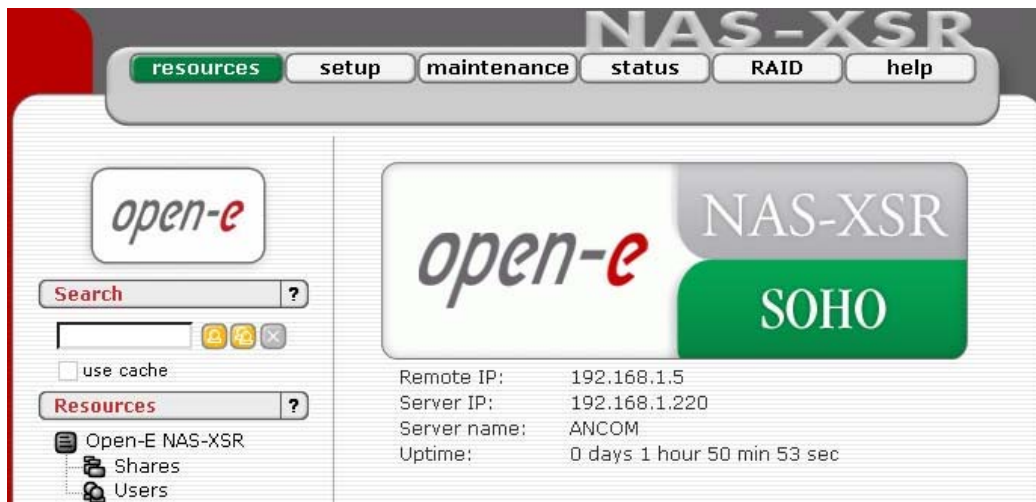 NAS-XSR
resources setup maintenance status RAID help
open-e
Search ?
use cache
Resources ?
Open-E NAS-XSR
Shares
Users
open-e NAS-XSR
SOHO
Remote IP: 192.168.1.5
Server IP: 192.168.1.220
Server name: ANCOM
Uptime: 0 days 1 hour 50 min 53 sec